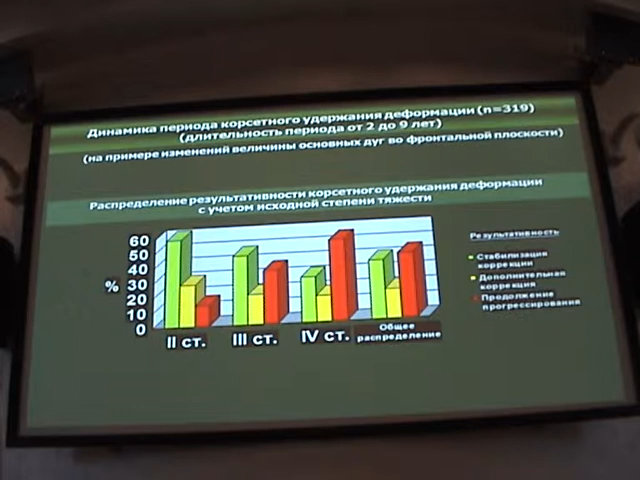 Динамика периода корсетного удержания деформации (n=319)
(длительность периода от 2 до 9 лет)
(на примере изменений величины основных дуг во фронтальной плоскости)
Распределение результативности корсетного удержания деформации
с учетом исходной степени тяжести
Результативность
Стабилизация
коррекции
Дополнительная
коррекция
Продолжение
прогрессирования
%
60
50
40
30
20
10
0
II ст.
III ст.
IV ст.
Общее
распределение